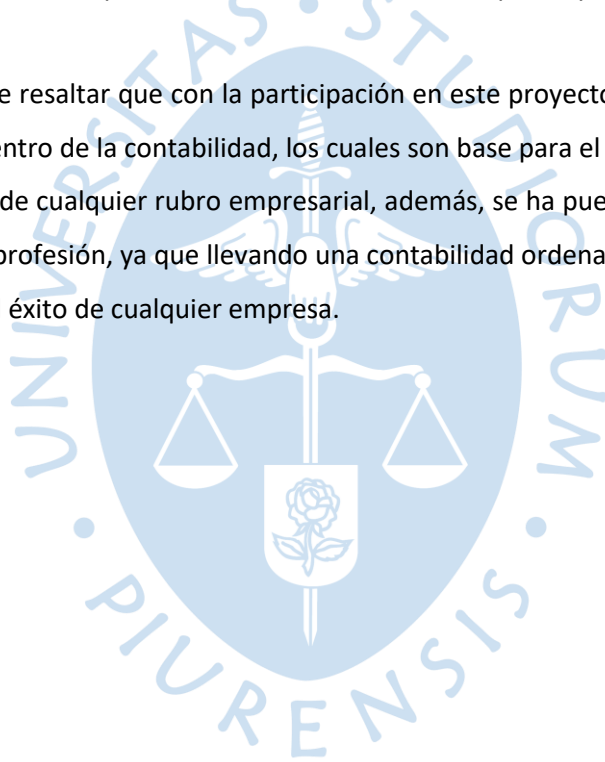 e resaltar que con la participación en este proyecto
entro de la contabilidad, los cuales son base para el
de cualquier rubro empresarial, además, se ha pue
profesión, ya que llevando una contabilidad ordena
éxito de cualquier empresa.
UNIVERSITAS • STUDIORUM • PIURENSIS •